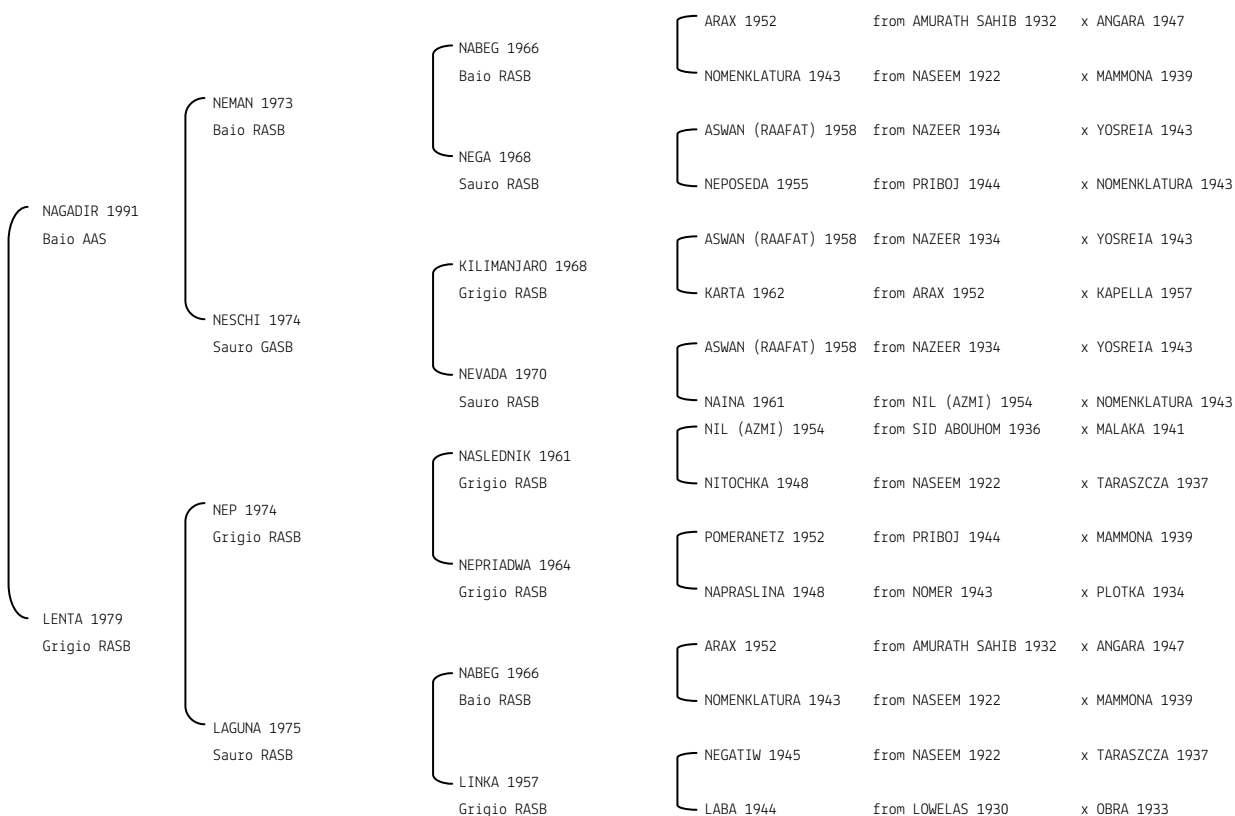 ARAX 1952 from AMURATH SAHIB 1932 x ANGARA 1947
NABEG 1966
Baio RASB NOMENKLATURA 1943 from NASEEM 1922 x MAMMONA 1939
NEMAN 1973
Baio RASB ASWAN (RAAFAT) 1958 from NAZEER 1934 x YOSREIA 1943
NEGA 1968
Sauro RASB NEPOSEDA 1955 from PRIBOJ 1944 x NOMENKLATURA 1943
NAGADIR 1991
Baio AAS ASWAN (RAAFAT) 1958 from NAZEER 1934 x YOSREIA 1943
KILIMANJARO 1968
Grigio RASB KARTA 1962 from ARAX 1952 x KAPELLA 1957
NESCHI 1974
Sauro GASB ASWAN (RAAFAT) 1958 from NAZEER 1934 x YOSREIA 1943
NEVADA 1970
Sauro RASB NAINA 1961 from NIL (AZMI) 1954 x NOMENKLATURA 1943
NIL (AZMI) 1954 from SID ABOUHOM 1936 x MALAKA 1941
NASLEDNIK 1961
Grigio RASB NITOCHKA 1948 from NASEEM 1922 x TARASZCZA 1937
NEP 1974
Grigio RASB POMERANETZ 1952 from PRIBOJ 1944 x MAMMONA 1939
NEPRIADWA 1964
Grigio RASB NAPRASLINA 1948 from NOMER 1943 x PLOTKA 1934
LENTA 1979
Grigio RASB ARAX 1952 from AMURATH SAHIB 1932 x ANGARA 1947
NABEG 1966
Baio RASB NOMENKLATURA 1943 from NASEEM 1922 x MAMMONA 1939
LAGUNA 1975
Sauro RASB NEGATIW 1945 from NASEEM 1922 x TARASZCZA 1937
LINKA 1957
Grigio RASB LABA 1944 from LOWELAS 1930 x OBRA 1933